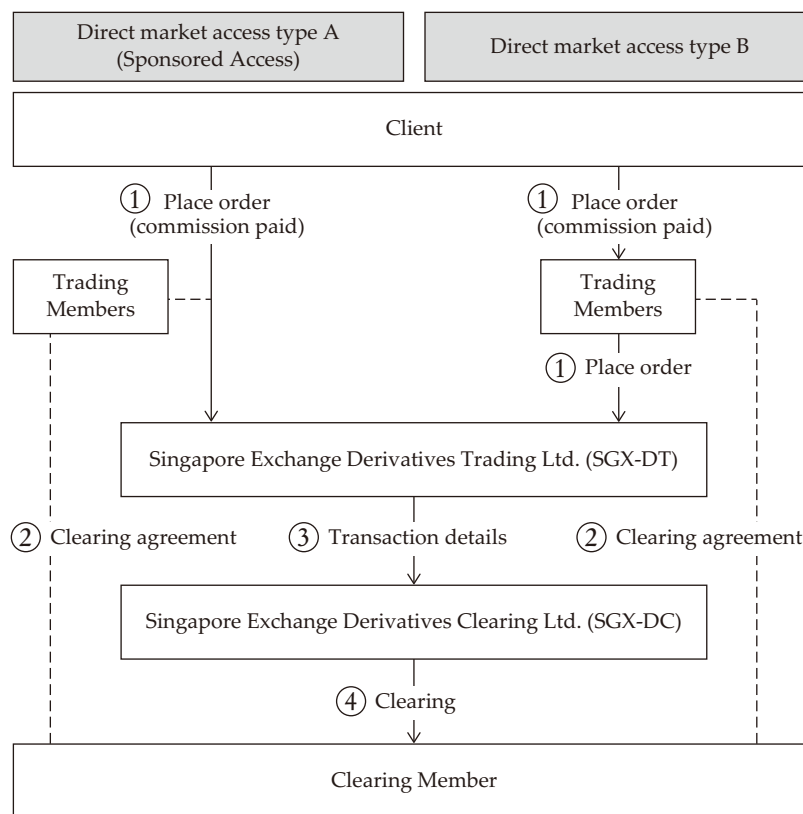 Direct market access type A
(Sponsored Access)
Direct market access type B
Client
① Place order
(commission paid)
① Place order
(commission paid)
Trading
Members
Trading
Members
① Place order
Singapore Exchange Derivatives Trading Ltd. (SGX-DT)
② Clearing agreement
③ Transaction details
② Clearing agreement
Singapore Exchange Derivatives Clearing Ltd. (SGX-DC)
④ Clearing
Clearing Member